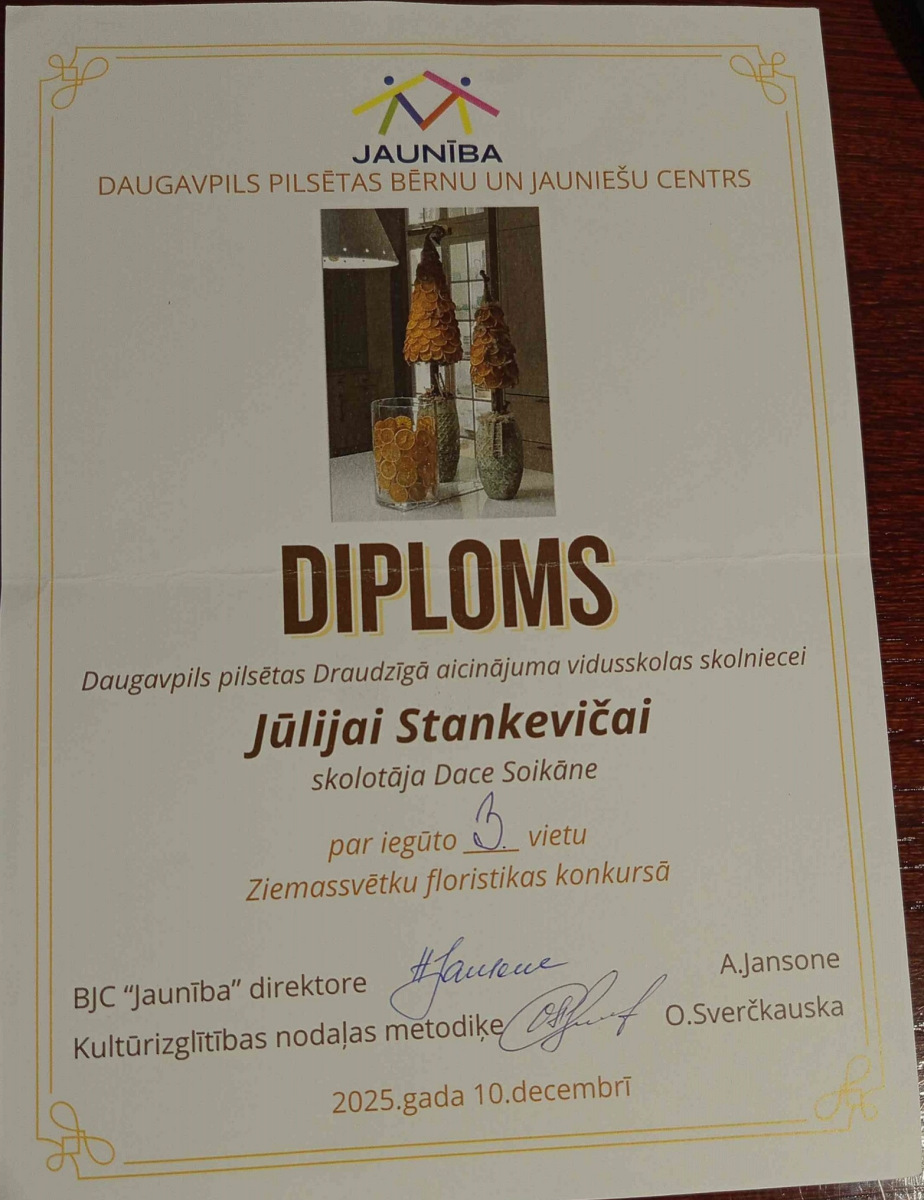 JAUNĪBA
DAUGAVPILS PILSĒTAS BĒRNU UN JAUNIEŠU CENTRS
DIPLOMS
Daugavpils pilsētas Draudzīgā aicinājuma vidusskolas skolniecei
Jūlijai Stankevičai
skolotāja Dace Soikāne
par iegūto 3. vietu
Ziemassvētku floristikas konkursā
BJC “Jaunība” direktore Jansone A.Jansone
Kultūrizglītības nodaļas metodiķe O.Sverčkauska
2025.gada 10.decembrī